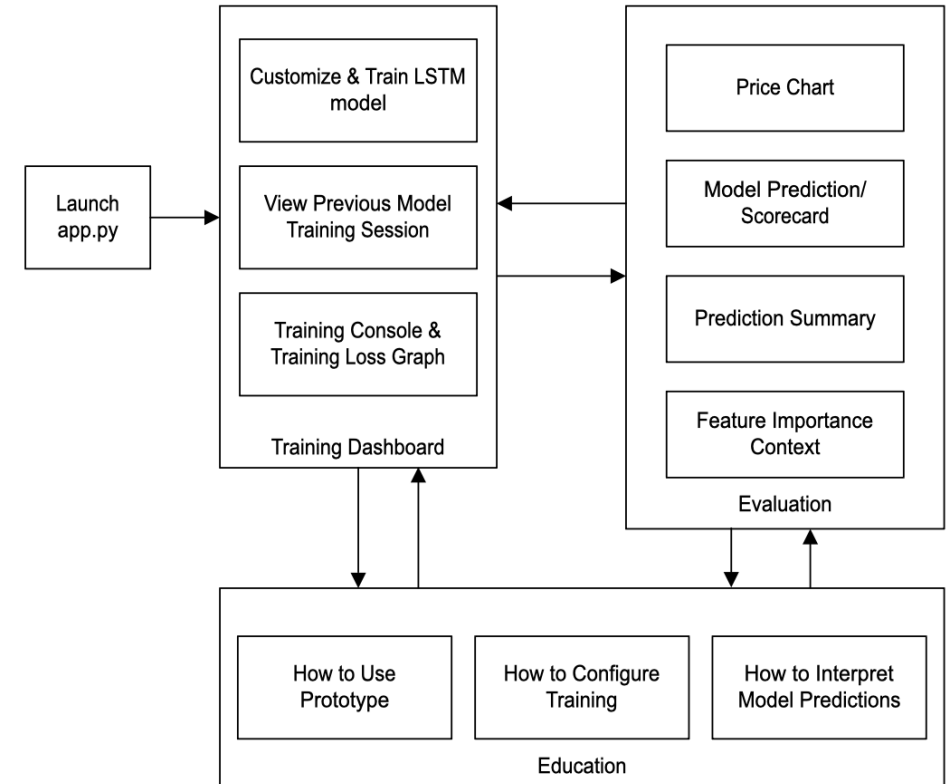 Launch
app.py
Customize & Train LSTM
model
View Previous Model
Training Session
Training Console &
Training Loss Graph
Training Dashboard
Price Chart
Model Prediction/
Scorecard
Prediction Summary
Feature Importance
Context
Evaluation
How to Use
Prototype
How to Configure
Training
How to Interpret
Model Predictions
Education